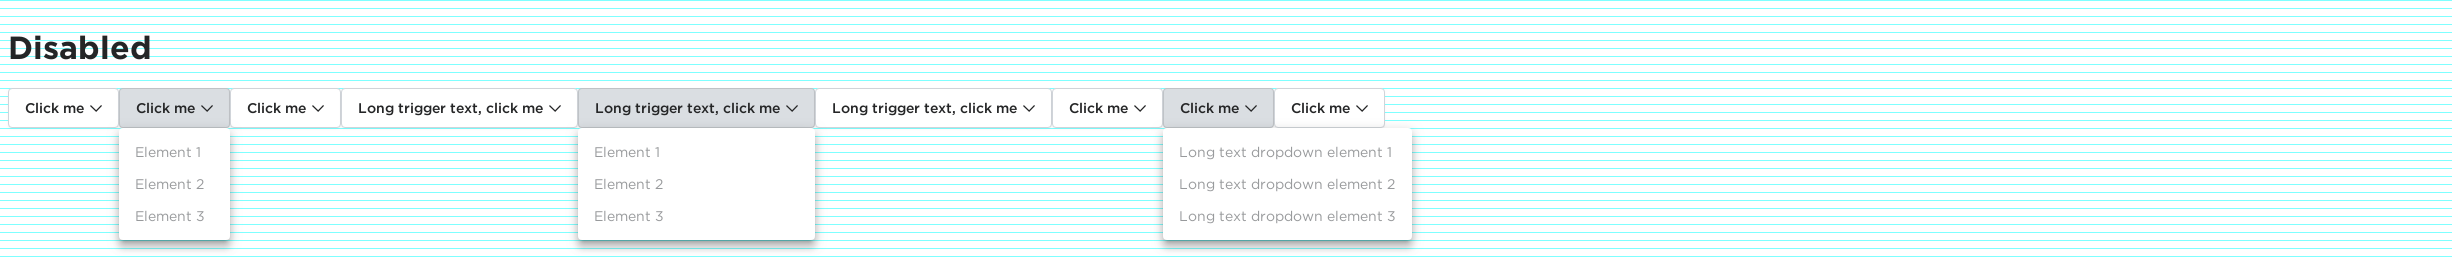 Disabled
Click me Click me Click me Long trigger text, click me Long trigger text, click me Long trigger text, click me Click me Click me Click me
Element 1 Element 1 Long text dropdown element 1
Element 2 Element 2 Long text dropdown element 2
Element 3 Element 3 Long text dropdown element 3